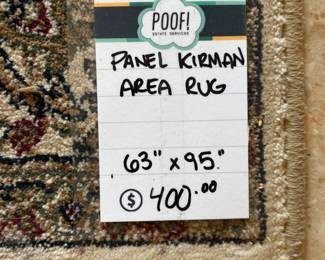 POOF!
ESTATE SERVICES
PANEL KIRMAN
AREA RUG
63" x 95"
$ 400.00